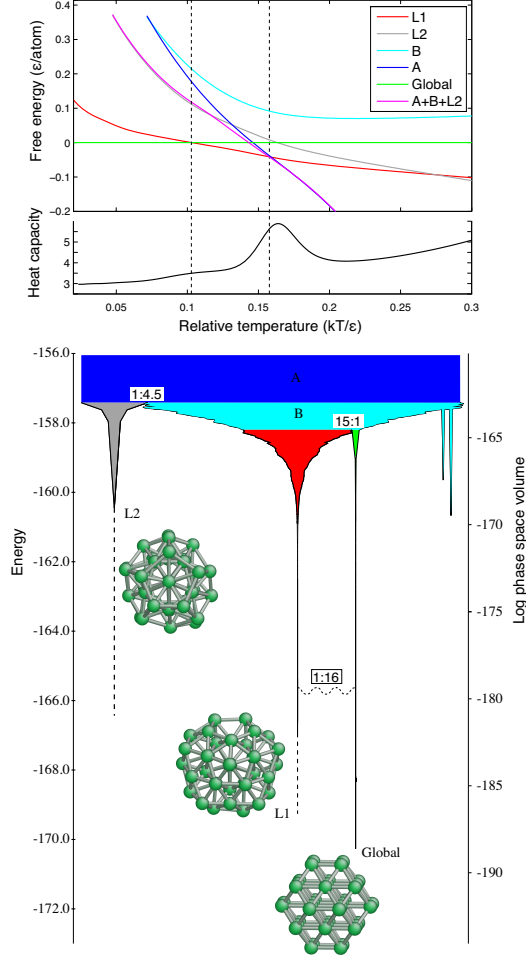 Free energy (ε/atom)
0.4
0.3
0.2
0.1
0
−0.1
−0.2
L1
L2
B
A
Global
A+B+L2
Heat capacity
5
4
3
0.05
0.1
0.15
0.2
0.25
0.3
Relative temperature (kT/ε)
Energy
-156.0
-158.0
-160.0
-162.0
-164.0
-166.0
-168.0
-170.0
-172.0
A
1:4.5
B
15:1
L2
1:16
L1
Global
-165
-170
-175
-180
-185
-190
Log phase space volume